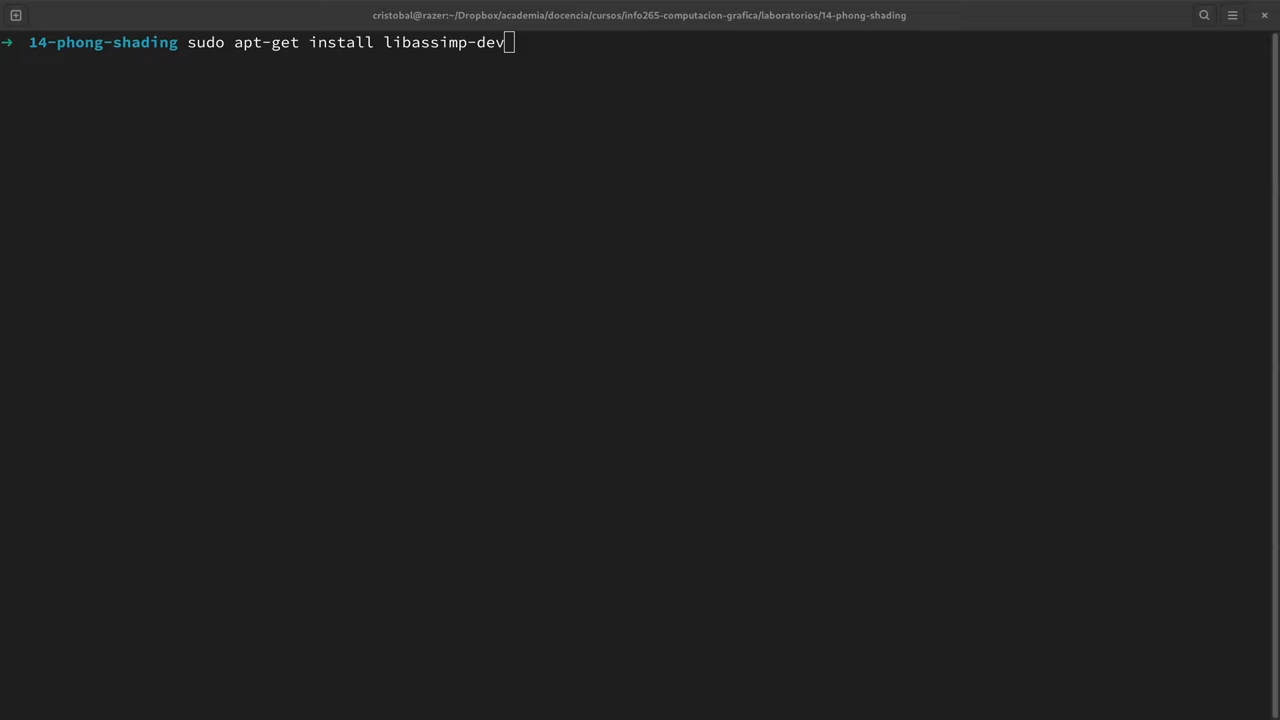 cristobal@razer:~/Dropbox/academia/docencia/cursos/info265-computacion-grafica/laboratorios/14-phong-shading
→ 14-phong-shading sudo apt-get install libassimp-dev